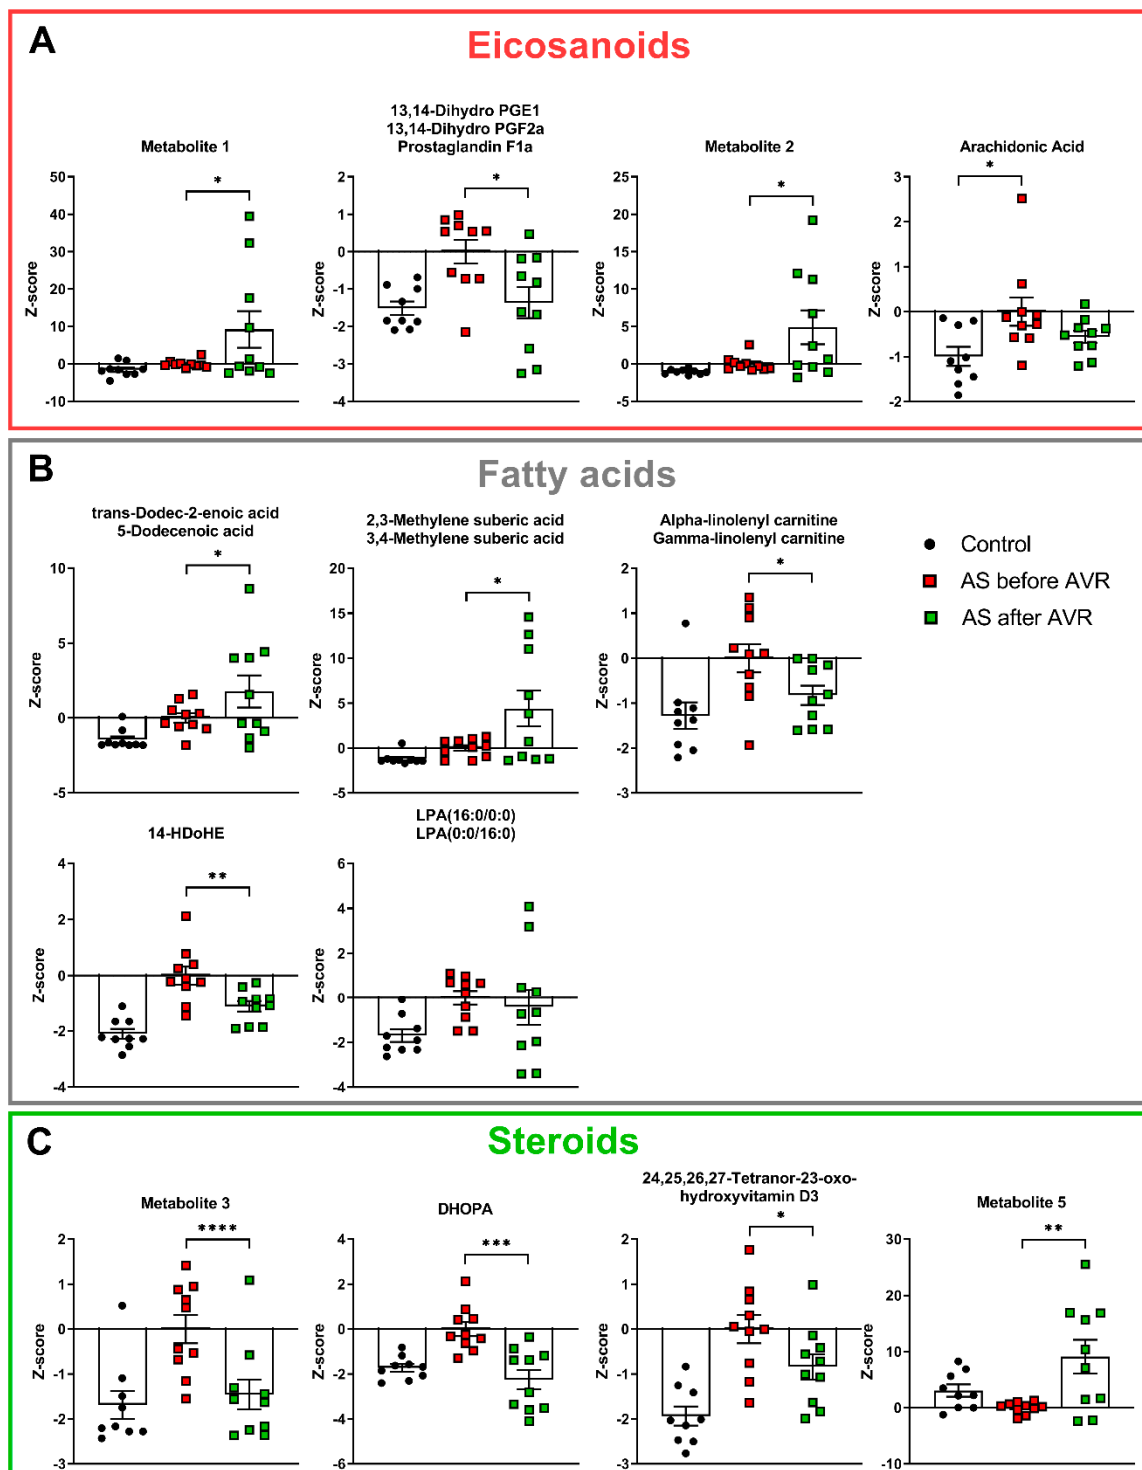 A
Eicosanoids
Metabolite 1
Z-score
50
40
30
20
10
0
-10
*
13,14-Dihydro PGE1
13,14-Dihydro PGF2a
Prostaglandin F1a
Z-score
2
1
0
-1
-2
-3
-4
*
Metabolite 2
Z-score
25
20
15
10
5
0
-5
*
Arachidonic Acid
Z-score
3
2
1
0
-1
-2
*
B
Fatty acids
trans-Dodec-2-enoic acid
5-Dodecenoic acid
Z-score
10
5
0
-5
*
2,3-Methylene suberic acid
3,4-Methylene suberic acid
Z-score
20
15
10
5
0
-5
*
Alpha-linolenyl carnitine
Gamma-linolenyl carnitine
Z-score
2
1
0
-1
-2
-3
*
Control
AS before AVR
AS after AVR
14-HDoHE
Z-score
4
2
0
-2
-4
**
LPA(16:0/0:0)
LPA(0:0/16:0)
Z-score
6
4
2
0
-2
-4
C
Steroids
Metabolite 3
Z-score
2
1
0
-1
-2
-3
****
DHOPA
Z-score
4
2
0
-2
-4
-6
***
24,25,26,27-Tetranor-23-oxo-
hydroxyvitamin D3
Z-score
2
1
0
-1
-2
-3
*
Metabolite 5
Z-score
30
20
10
0
-10
**